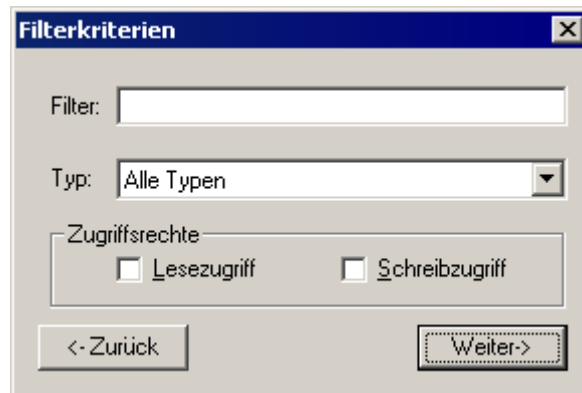 Filterkriterien
Filter:
Typ: Alle Typen
Zugriffsrechte
Lesezugriff Schreibzugriff
<-Zurück Weiter->